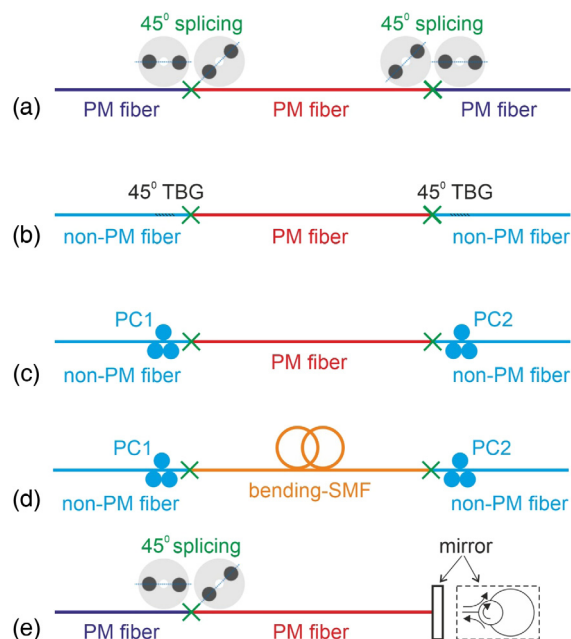 45⁰ splicing 45⁰ splicing
(a) PM fiber PM fiber PM fiber
45⁰ TBG 45⁰ TBG
(b) non-PM fiber PM fiber non-PM fiber
PC1 PC2
(c) non-PM fiber PM fiber non-PM fiber
PC1 PC2
(d) non-PM fiber bending-SMF non-PM fiber
45⁰ splicing mirror
(e) PM fiber PM fiber